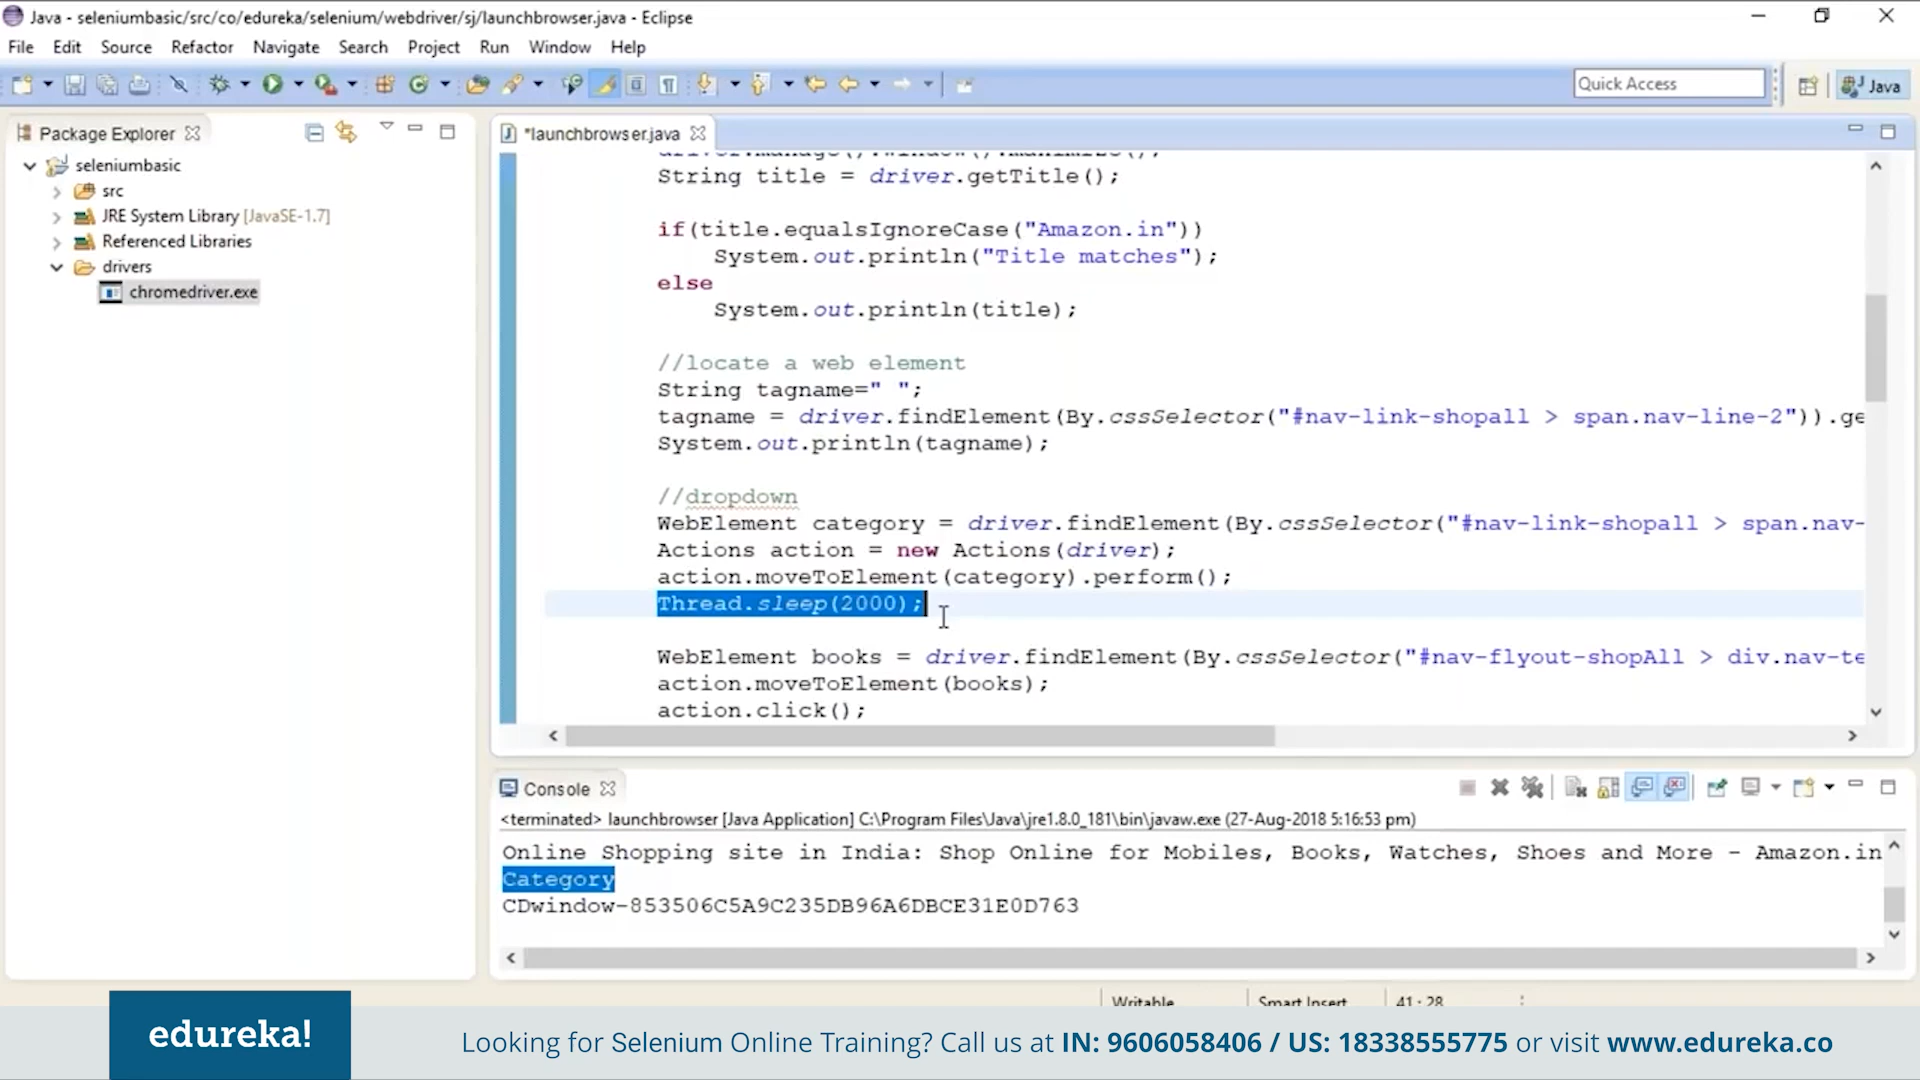 Java - seleniumbasic/src/co/edureka/selenium/webdriver/sj/launchbrowser.java - Eclipse
File Edit Source Refactor Navigate Search Project Run Window Help
Quick Access
Java
Package Explorer
seleniumbasic
src
JRE System Library [JavaSE-1.7]
Referenced Libraries
drivers
chromedriver.exe
*launchbrowser.java
driver.manage().window().maximize();
String title = driver.getTitle();
if(title.equalsIgnoreCase("Amazon.in"))
System.out.println("Title matches");
else
System.out.println(title);
//locate a web element
String tagname=" ";
tagname = driver.findElement(By.cssSelector("#nav-link-shopall > span.nav-line-2")).ge
System.out.println(tagname);
//dropdown
WebElement category = driver.findElement(By.cssSelector("#nav-link-shopall > span.nav-
Actions action = new Actions(driver);
action.moveToElement(category).perform();
Thread.sleep(2000);
WebElement books = driver.findElement(By.cssSelector("#nav-flyout-shopAll > div.nav-te
action.moveToElement(books);
action.click();
Console
<terminated> launchbrowser [Java Application] C:\Program Files\Java\jre1.8.0_181\bin\javaw.exe (27-Aug-2018 5:16:53 pm)
Online Shopping site in India: Shop Online for Mobiles, Books, Watches, Shoes and More - Amazon.in
Category
CDwindow-853506C5A9C235DB96A6DBCE31E0D763
Writable Smart Insert 41 : 28
edureka!
Looking for Selenium Online Training? Call us at IN: 9606058406 / US: 18338555775 or visit www.edureka.co